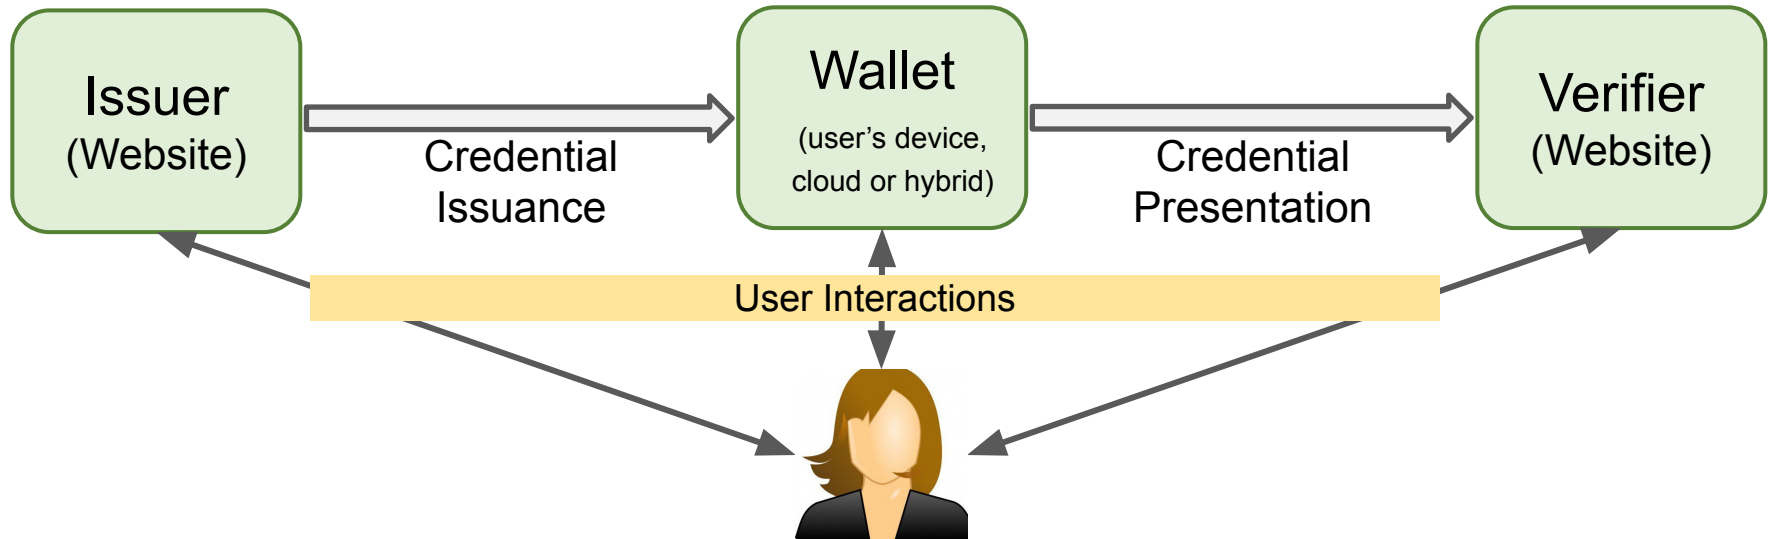 Issuer
(Website)
Credential
Issuance
Wallet
(user's device,
cloud or hybrid)
Credential
Presentation
Verifier
(Website)
User Interactions